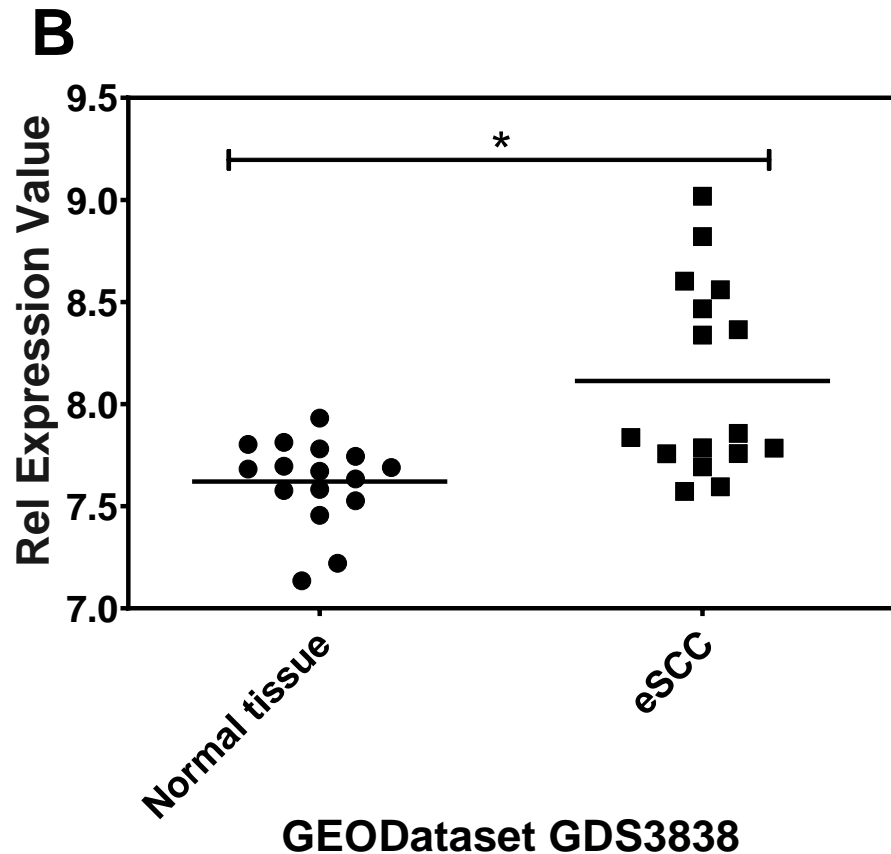 B
Rel Expression Value
9.5
9.0
8.5
8.0
7.5
7.0
*
Normal tissue
eSCC
GEODataset GDS3838